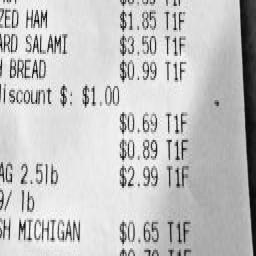 ZED HAM $1.85 T1F
ARD SALAMI $3.50 T1F
BREAD $0.99 T1F
discount $: $1.00
$0.69 T1F
$0.89 T1F
AG 2.5lb $2.99 T1F
9/ lb
SH MICHIGAN $0.65 T1F